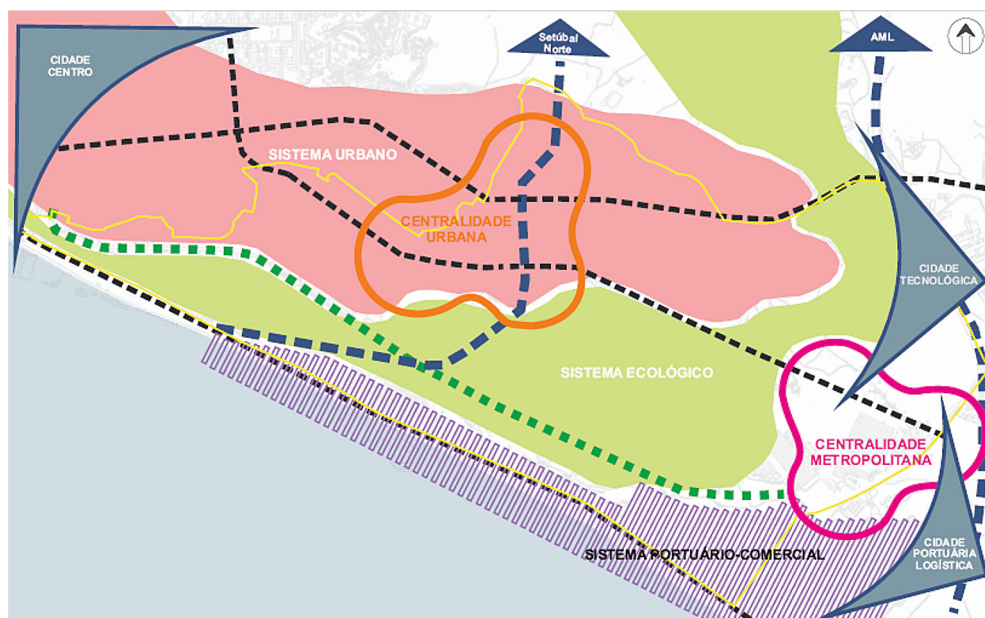 CIDADE
CENTRO
Setúbal
Norte
AML
SISTEMA URBANO
CENTRALIDADE
URBANA
CIDADE
TECNOLÓGICA
SISTEMA ECOLÓGICO
CENTRALIDADE
METROPOLITANA
SISTEMA PORTUÁRIO-COMERCIAL
CIDADE
PORTUÁRIA
LOGÍSTICA